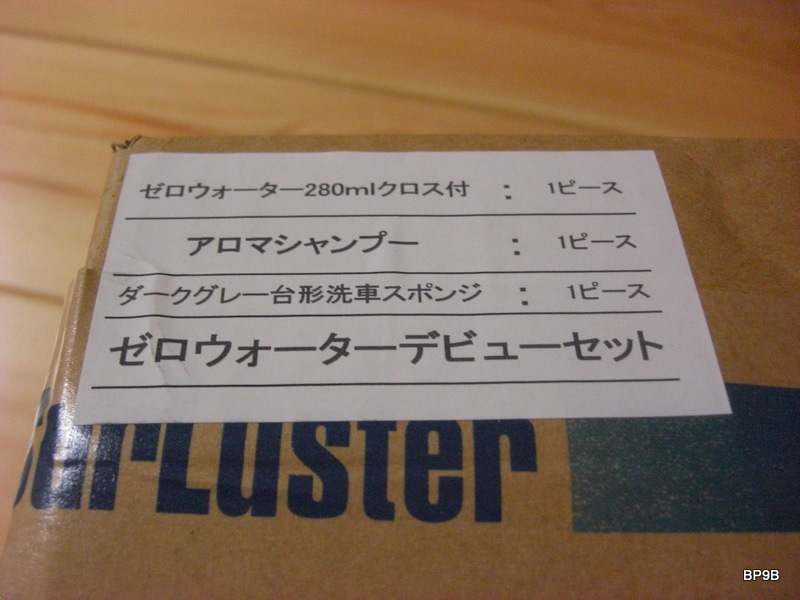 ゼロウォーター280mlクロス付 : 1ピース
アロマシャンプー : 1ピース
ダークグレー台形洗車スポンジ : 1ピース
ゼロウォーターデビューセット
arLuster
BP9B